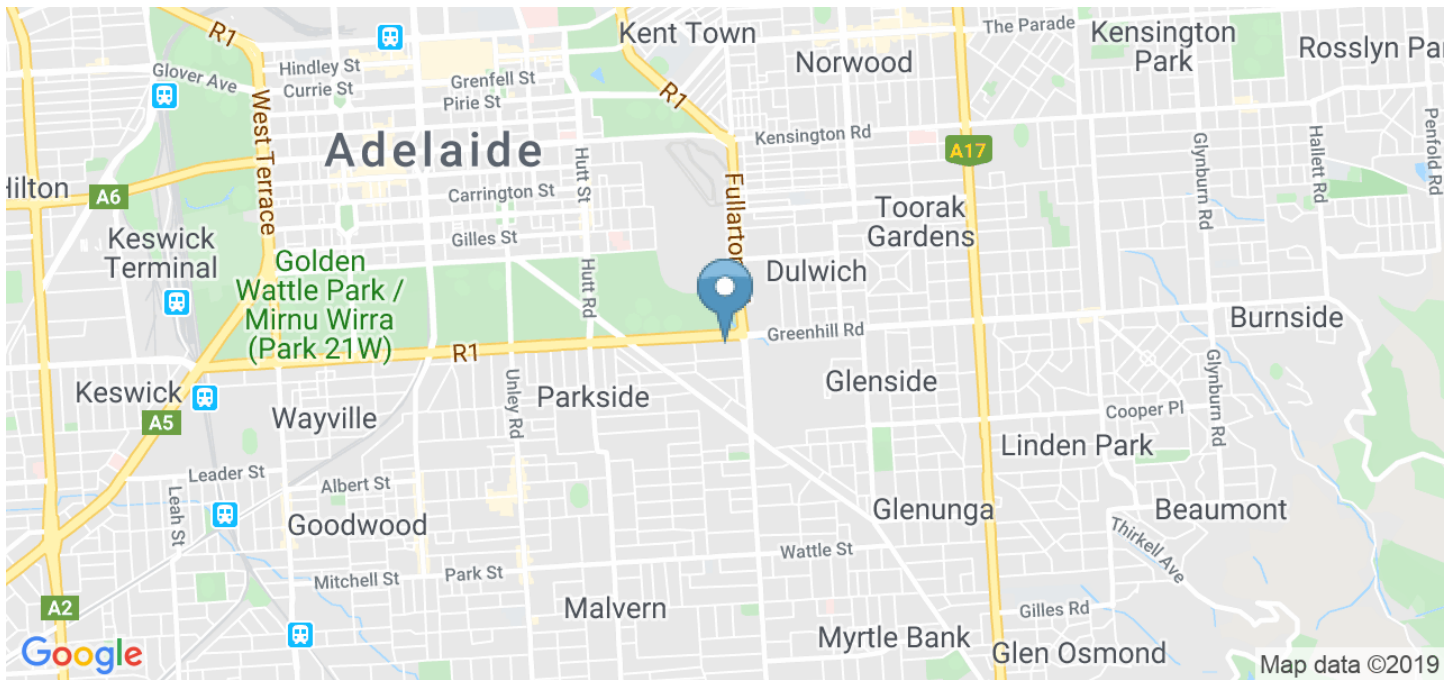 R1
Kent Town
The Parade
Kensington
Park
Rosslyn Pa
Norwood
Hindley St
Glover Ave
Currie St
Grenfell St
Pirie St
R1
Kensington Rd
West Terrace
Adelaide
Hutt St
A17
Glynburn Rd
Hallett Rd
Penfold Rd
Hilton
A6
Carrington St
Fullarton
Toorak
Gardens
Keswick
Terminal
Gilles St
Golden
Wattle Park /
Mirnu Wirra
(Park 21W)
Hutt Rd
Dulwich
Burnside
Greenhill Rd
R1
Keswick
A5
Wayville
Unley Rd
Parkside
Glenside
Glynburn Rd
Cooper Pl
Linden Park
Leader St
Leah St
Albert St
Goodwood
Glenunga
Beaumont
Thirkell Ave
Wattle St
Mitchell St
Park St
A2
Malvern
Gilles Rd
Myrtle Bank
Glen Osmond
Google
Map data ©2019